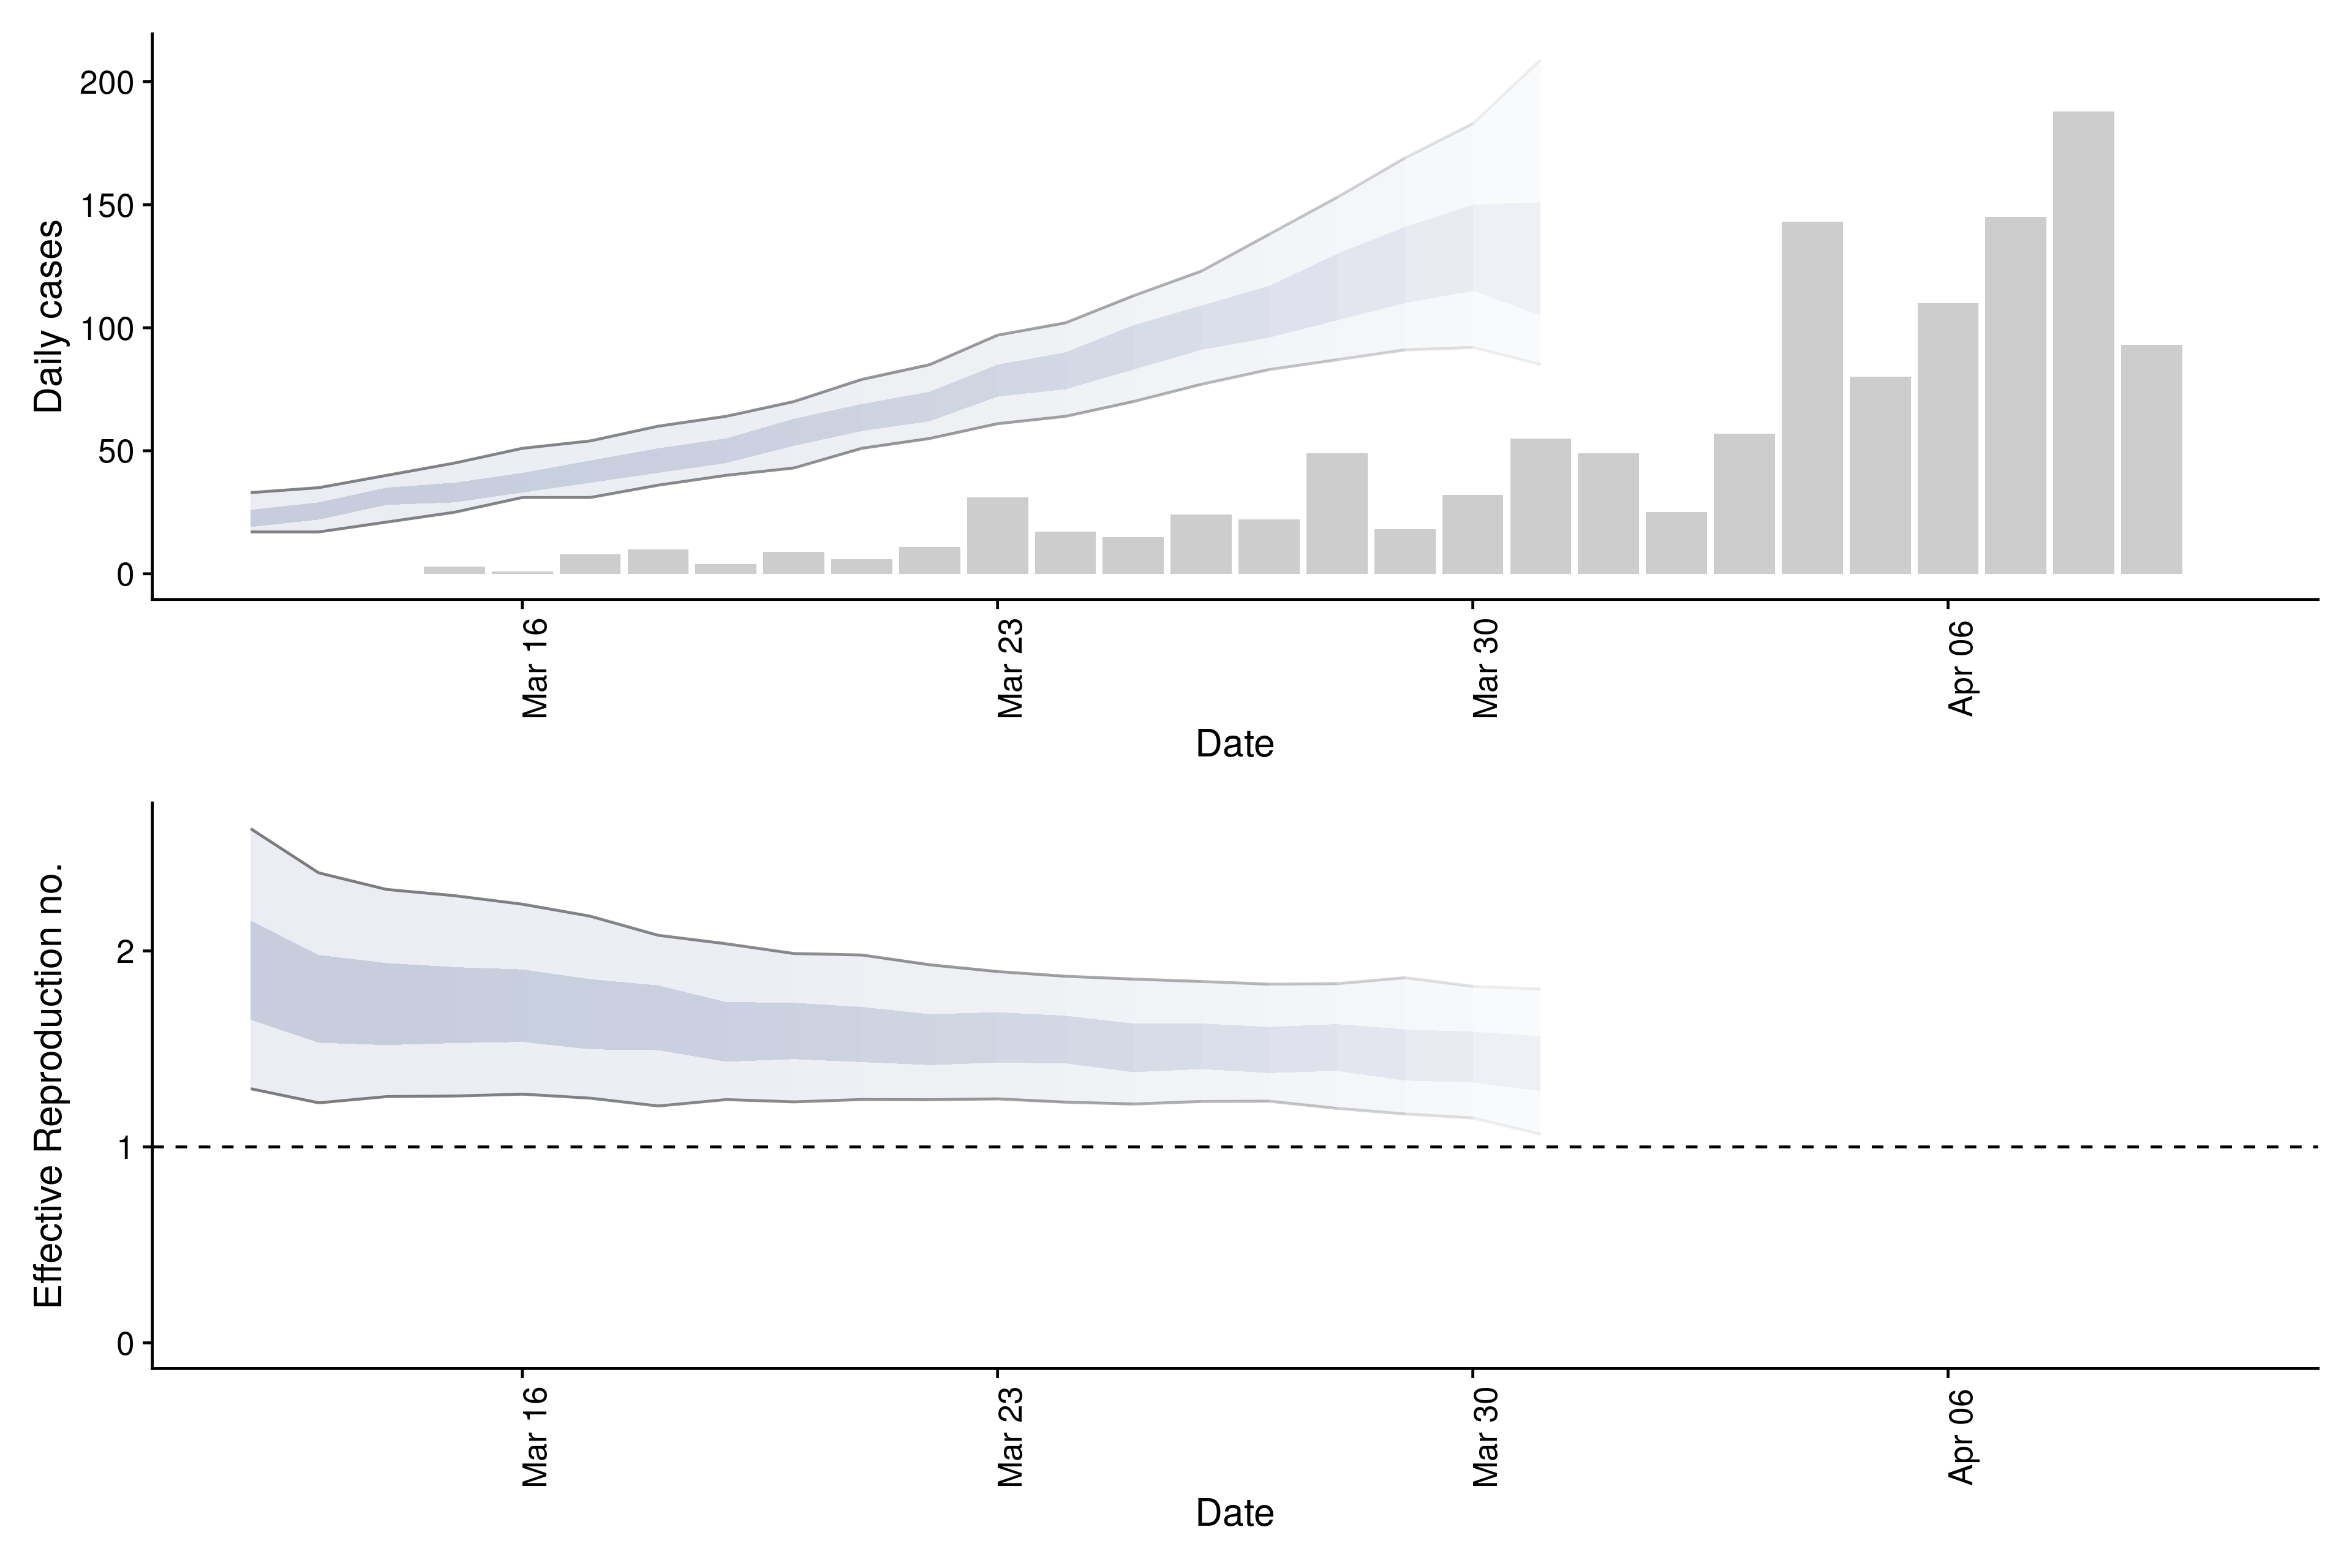 Daily cases
200
150
100
50
0
Mar 16
Mar 23
Mar 30
Apr 06
Date
Effective Reproduction no.
2
1
0
Mar 16
Mar 23
Mar 30
Apr 06
Date